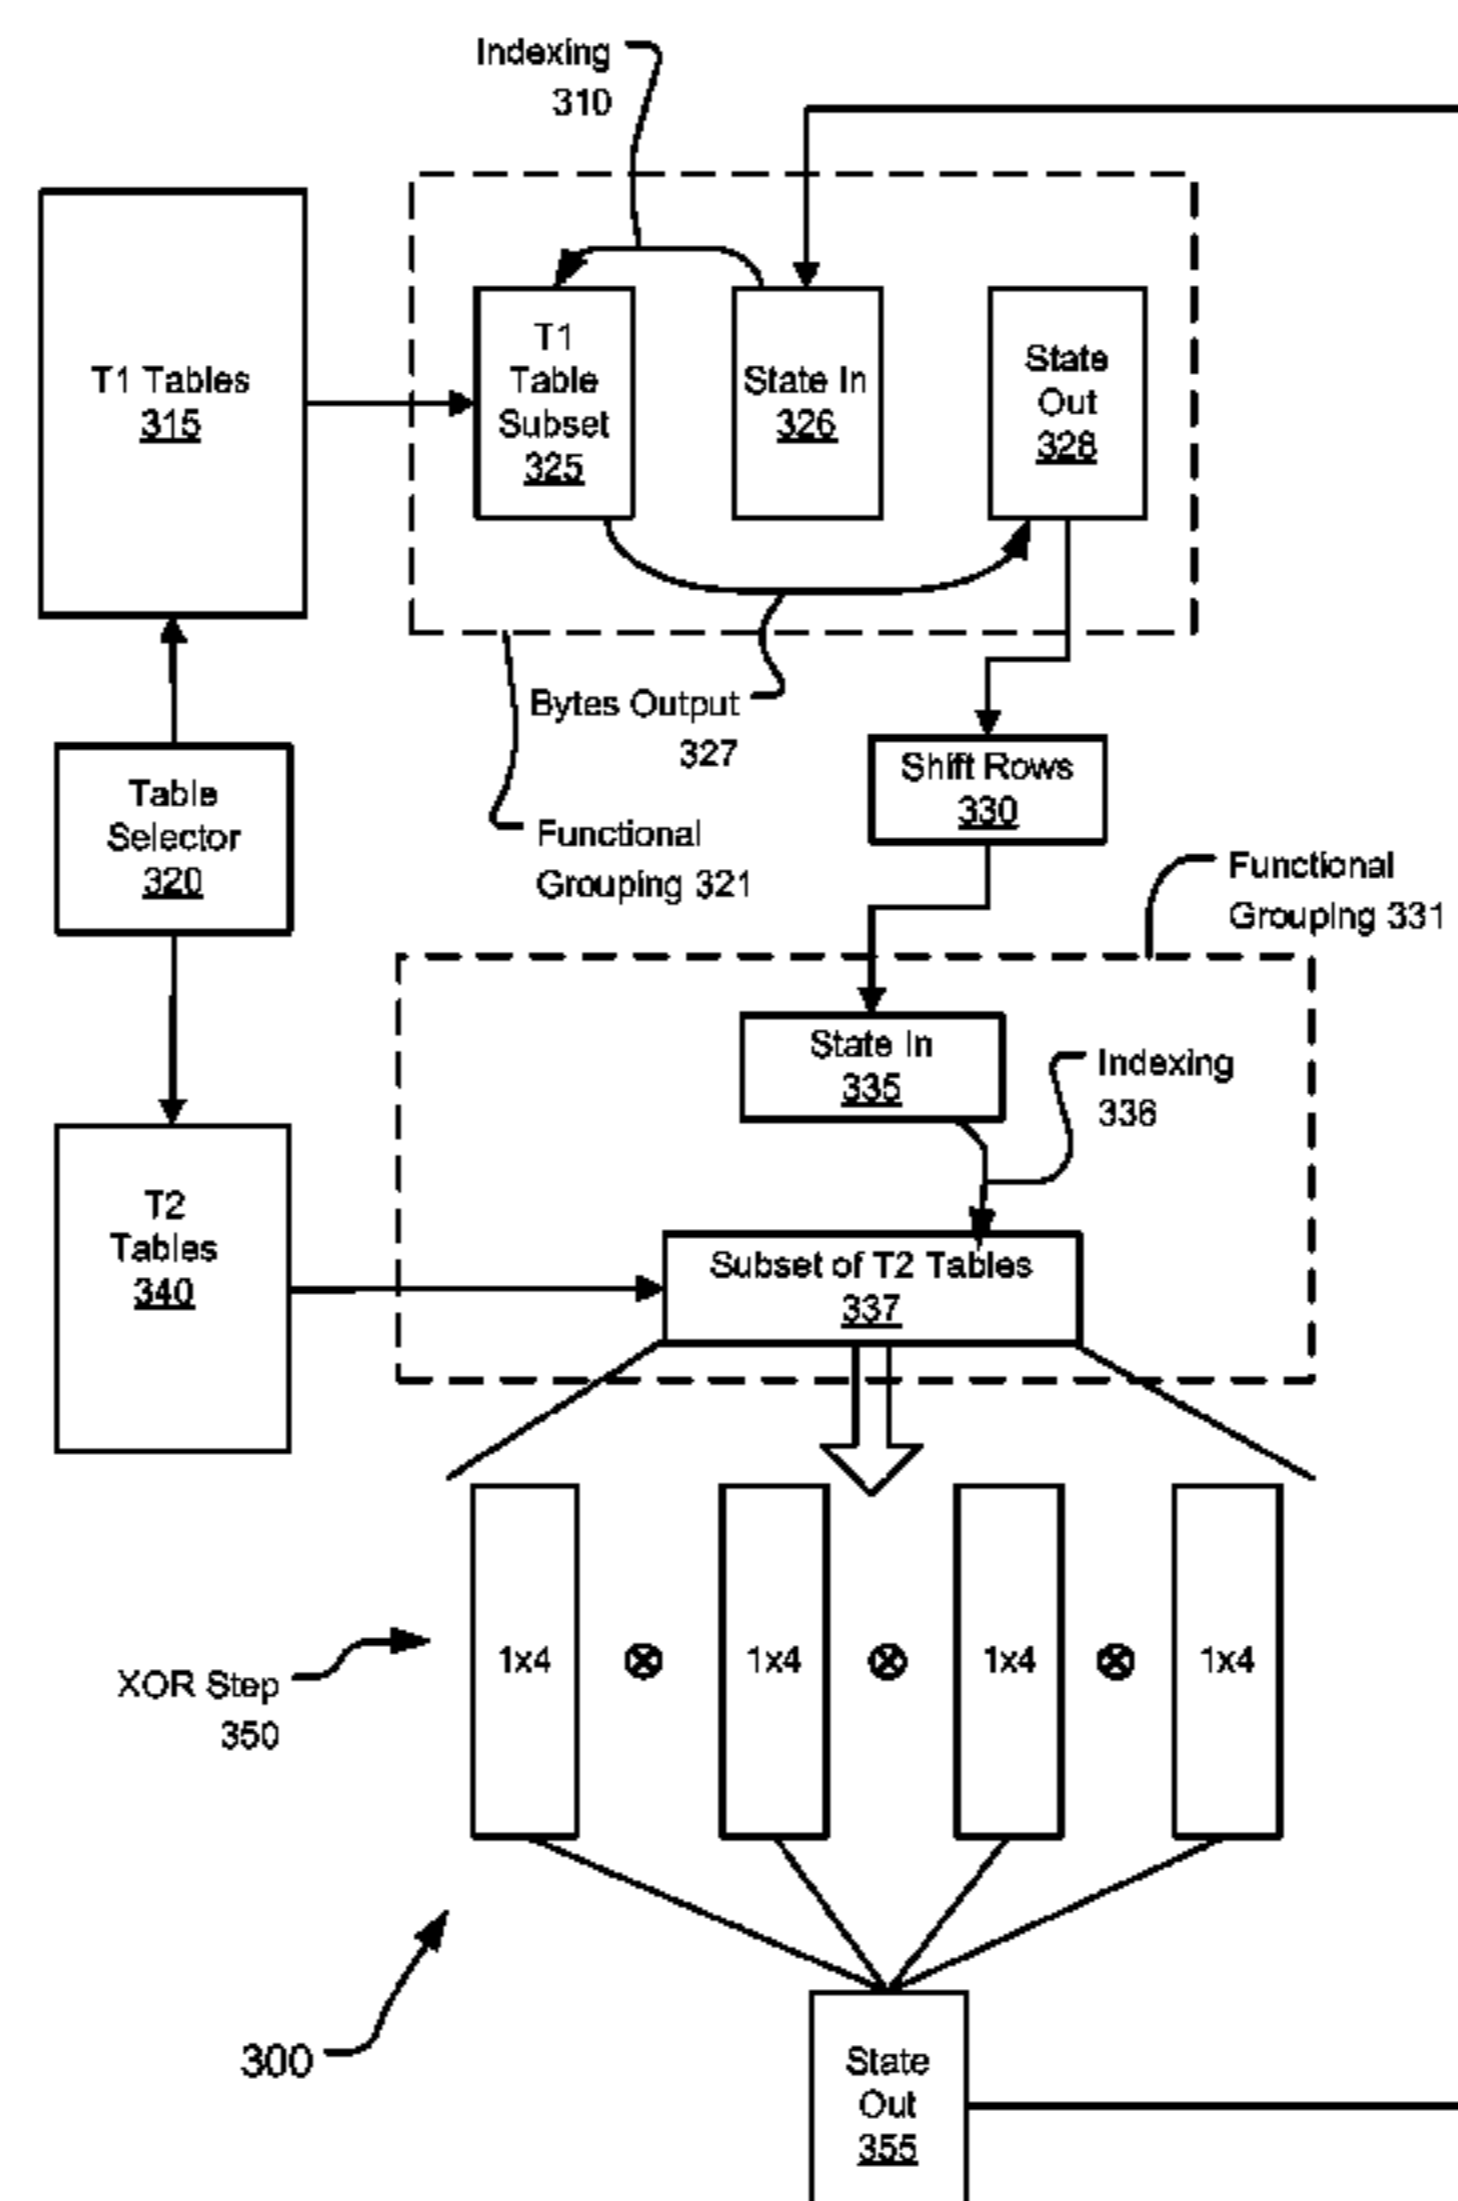 Indexing
310
T1 Tables
315
T1
Table
Subset
325
State In
326
State
Out
328
Bytes Output
327
Shift Rows
330
Table
Selector
320
Functional
Grouping 321
Functional
Grouping 331
State In
335
Indexing
336
T2
Tables
340
Subset of T2 Tables
337
1x4
1x4
1x4
1x4
XOR Step
350
300
State
Out
355